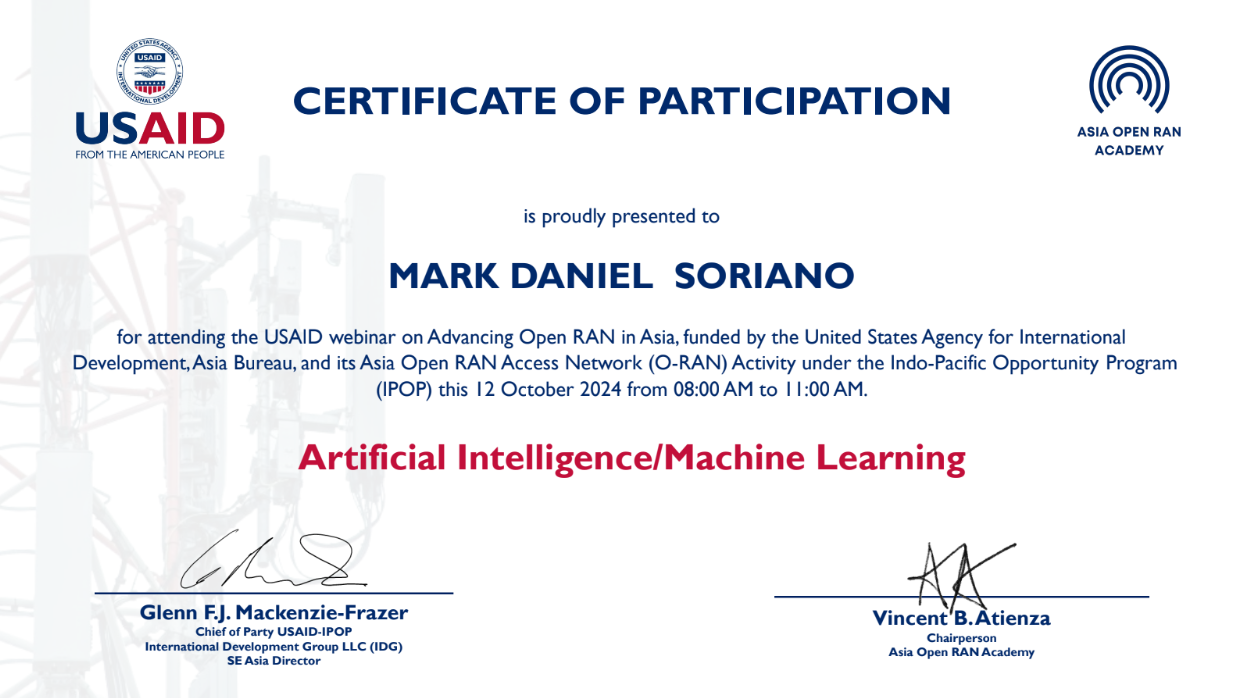 UNITED STATES AGENCY
USAID
INTERNATIONAL DEVELOPMENT
USAID
FROM THE AMERICAN PEOPLE
CERTIFICATE OF PARTICIPATION
ASIA OPEN RAN
ACADEMY
is proudly presented to
MARK DANIEL SORIANO
for attending the USAID webinar on Advancing Open RAN in Asia, funded by the United States Agency for International
Development, Asia Bureau, and its Asia Open RAN Access Network (O-RAN) Activity under the Indo-Pacific Opportunity Program
(IPOP) this 12 October 2024 from 08:00 AM to 11:00 AM.
Artificial Intelligence/Machine Learning
Glenn F.J. Mackenzie-Frazer
Chief of Party USAID-IPOP
International Development Group LLC (IDG)
SE Asia Director
Vincent B. Atienza
Chairperson
Asia Open RAN Academy